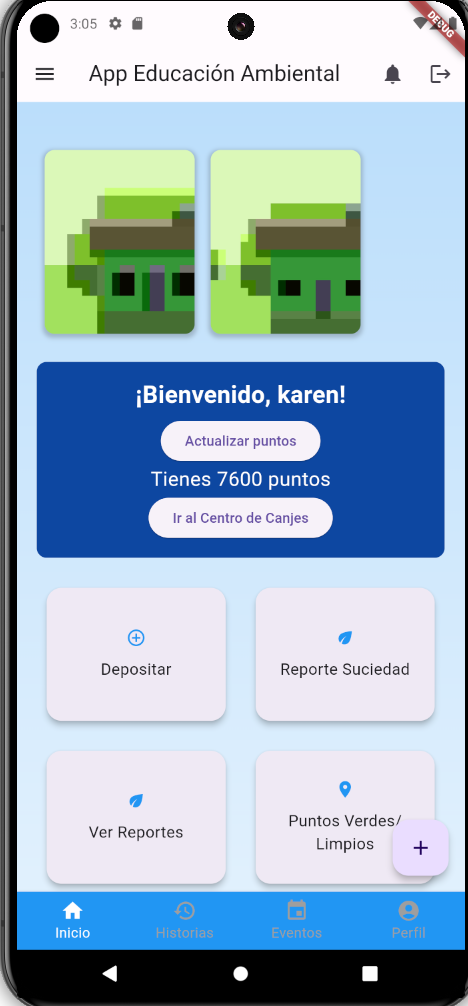 3:05
DEBUG
App Educación Ambiental
¡Bienvenido, karen!
Actualizar puntos
Tienes 7600 puntos
Ir al Centro de Canjes
Depositar
Reporte Suciedad
Ver Reportes
Puntos Verdes/
Limpios
Inicio
Historias
Eventos
Perfil